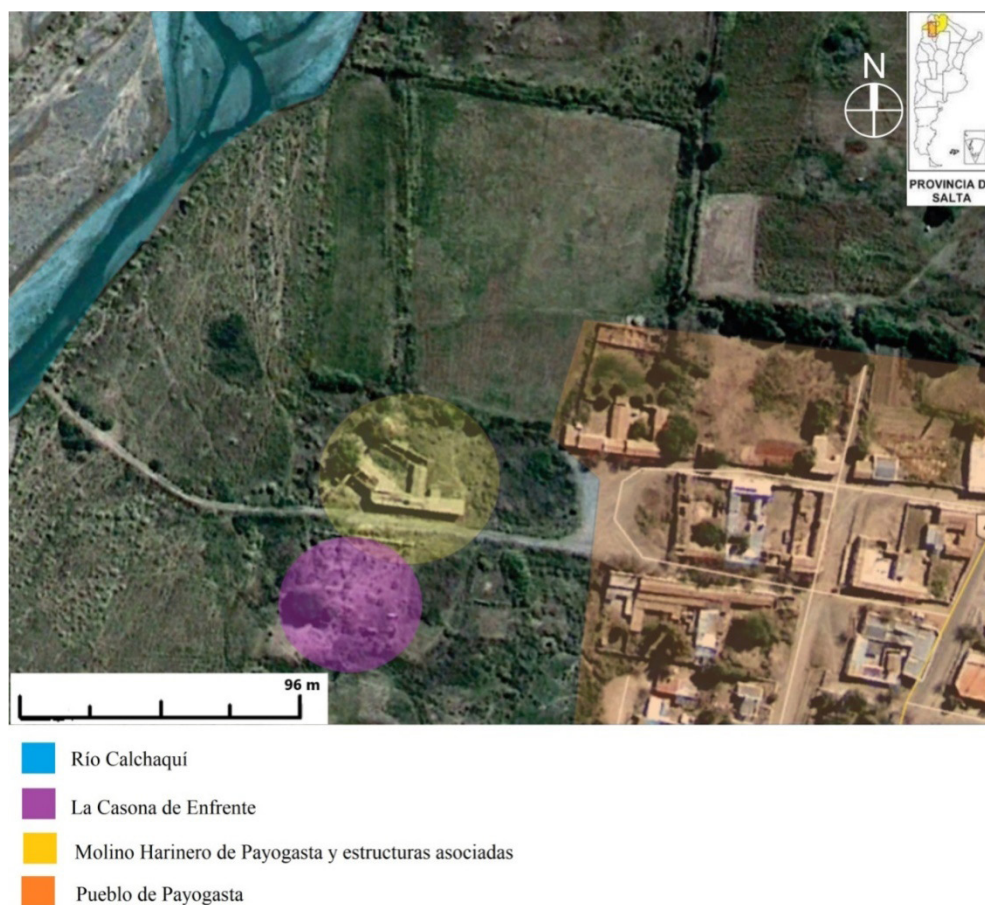 N
PROVINCIA D
SALTA
96 m
Río Calchaquí
La Casona de Enfrente
Molino Harinero de Payogasta y estructuras asociadas
Pueblo de Payogasta